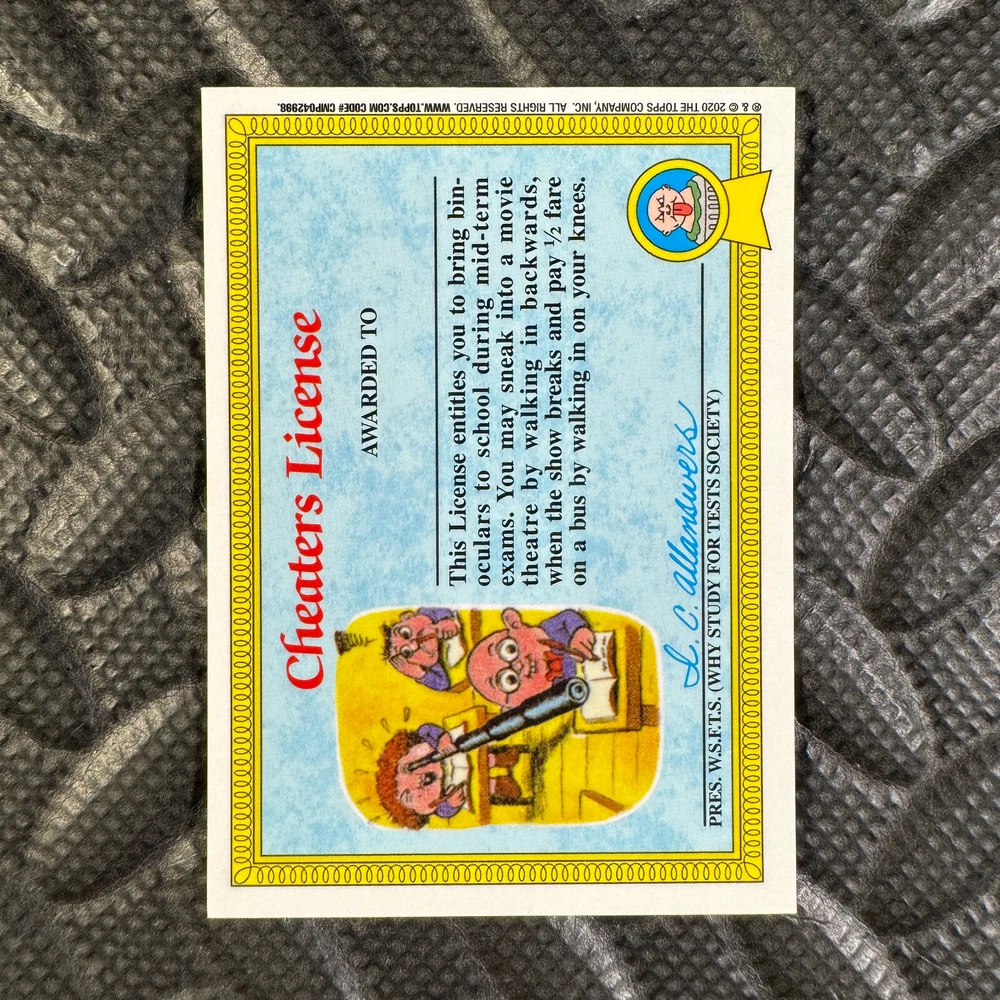 Cheaters License
AWARDED TO
This License entitles you to bring bin-
oculars to school during mid-term
exams. You may sneak into a movie
theatre by walking in backwards,
when the show breaks and pay ½ fare
on a bus by walking in on your knees.
I. C. Allanswers
PRES. W.S.F.T.S. (WHY STUDY FOR TESTS SOCIETY)
® & © 2020 THE TOPPS COMPANY, INC. ALL RIGHTS RESERVED. WWW.TOPPS.COM CODE# CMP042998.